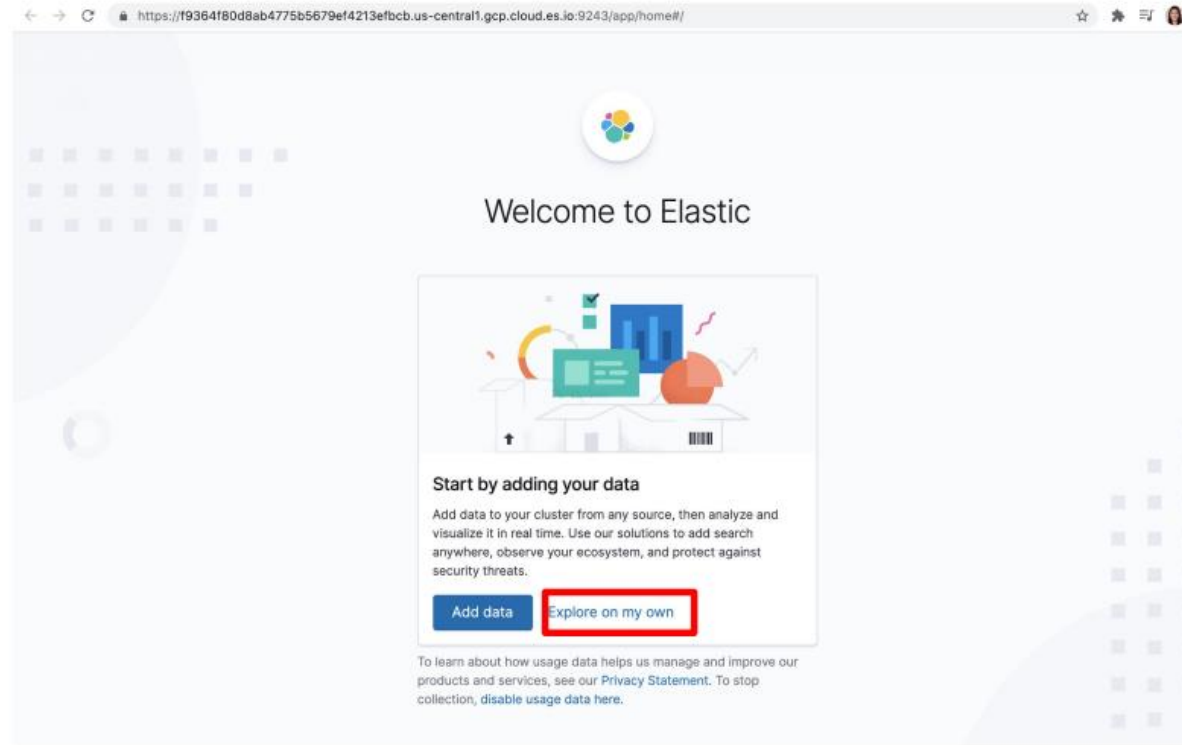 https://f9364f80d8ab4775b5679ef4213efbcb.us-central1.gcp.cloud.es.io:9243/app/home#/
Welcome to Elastic
Start by adding your data
Add data to your cluster from any source, then analyze and
visualize it in real time. Use our solutions to add search
anywhere, observe your ecosystem, and protect against
security threats.
Add data Explore on my own
To learn about how usage data helps us manage and improve our
products and services, see our Privacy Statement. To stop
collection, disable usage data here.